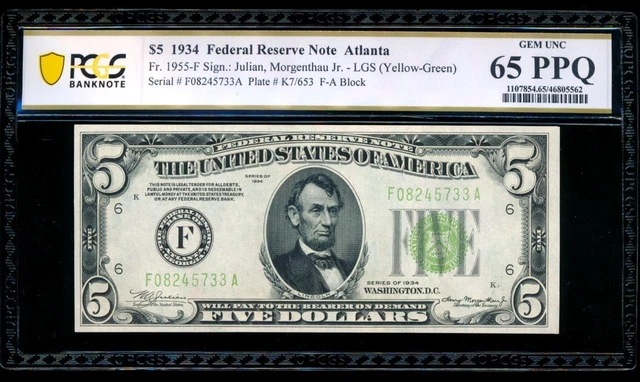 $5 1934 Federal Reserve Note Atlanta
Fr. 1955-F Sign.: Julian, Morgenthau Jr. - LGS (Yellow-Green)
Serial # F08245733A Plate # K7/653 F-A Block
PCGS
BANKNOTE
GEM UNC
65 PPQ
1107854.65/46805562
5
FEDERAL RESERVE NOTE
5
THE UNITED STATES OF AMERICA
THIS NOTE IS LEGAL TENDER FOR ALL DEBTS,
PUBLIC AND PRIVATE, AND IS REDEEMABLE IN
LAWFUL MONEY AT THE UNITED STATES TREASURY,
OR AT ANY FEDERAL RESERVE BANK.
SERIES OF
1934
K
6
F08245733A
6
F
FIVE
6
F08245733A
6
SERIES OF 1934
K·
WASHINGTON, D.C.
LINCOLN
5
WILL PAY TO THE BEARER ON DEMAND
FIVE DOLLARS
5